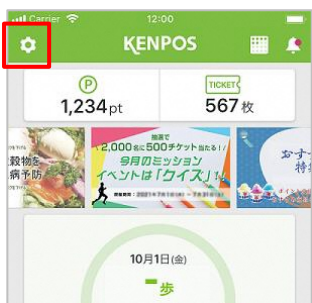 Carrier 12:00
KENPOS
P
TICKET
1,234pt
567枚
穀物を
病予防
抽選で
2,000名に500チケット当たる!
9月のミッション
イベントは「クイズ」!
おすす
特
10月1日(金)
-歩